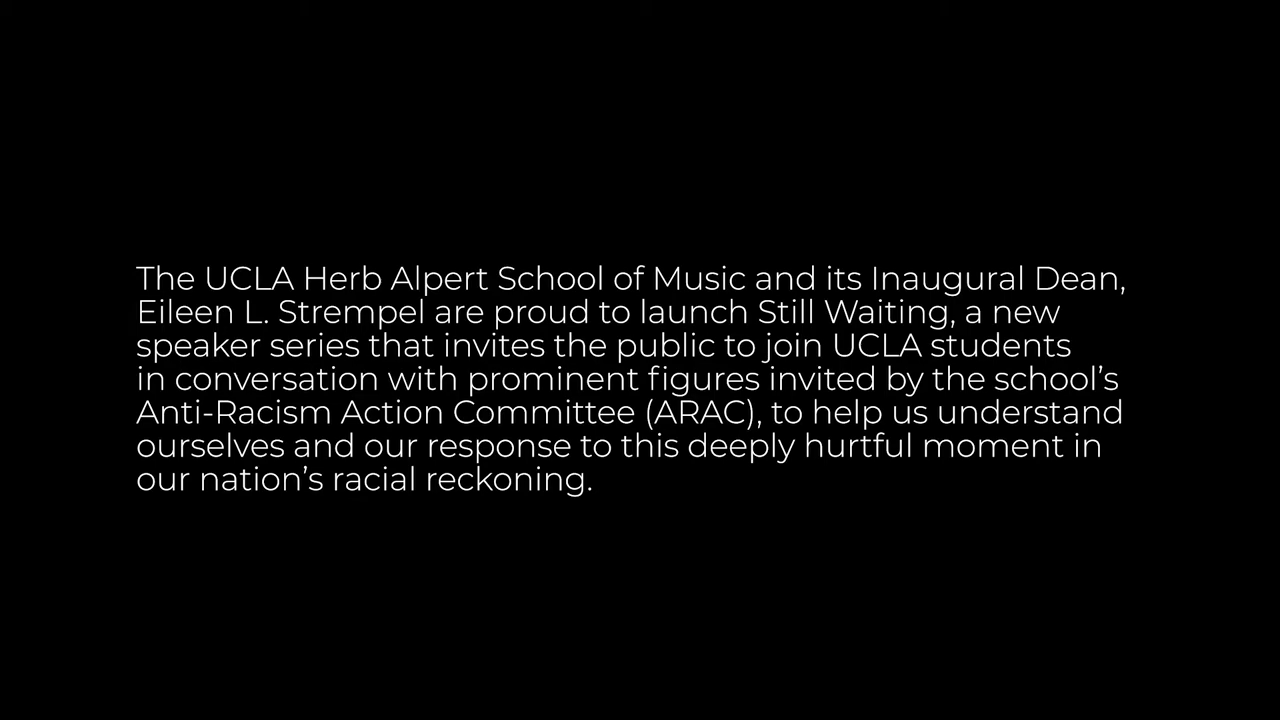 The UCLA Herb Alpert School of Music and its Inaugural Dean,
Eileen L. Strempel are proud to launch Still Waiting, a new
speaker series that invites the public to join UCLA students
in conversation with prominent figures invited by the school’s
Anti-Racism Action Committee (ARAC), to help us understand
ourselves and our response to this deeply hurtful moment in
our nation’s racial reckoning.